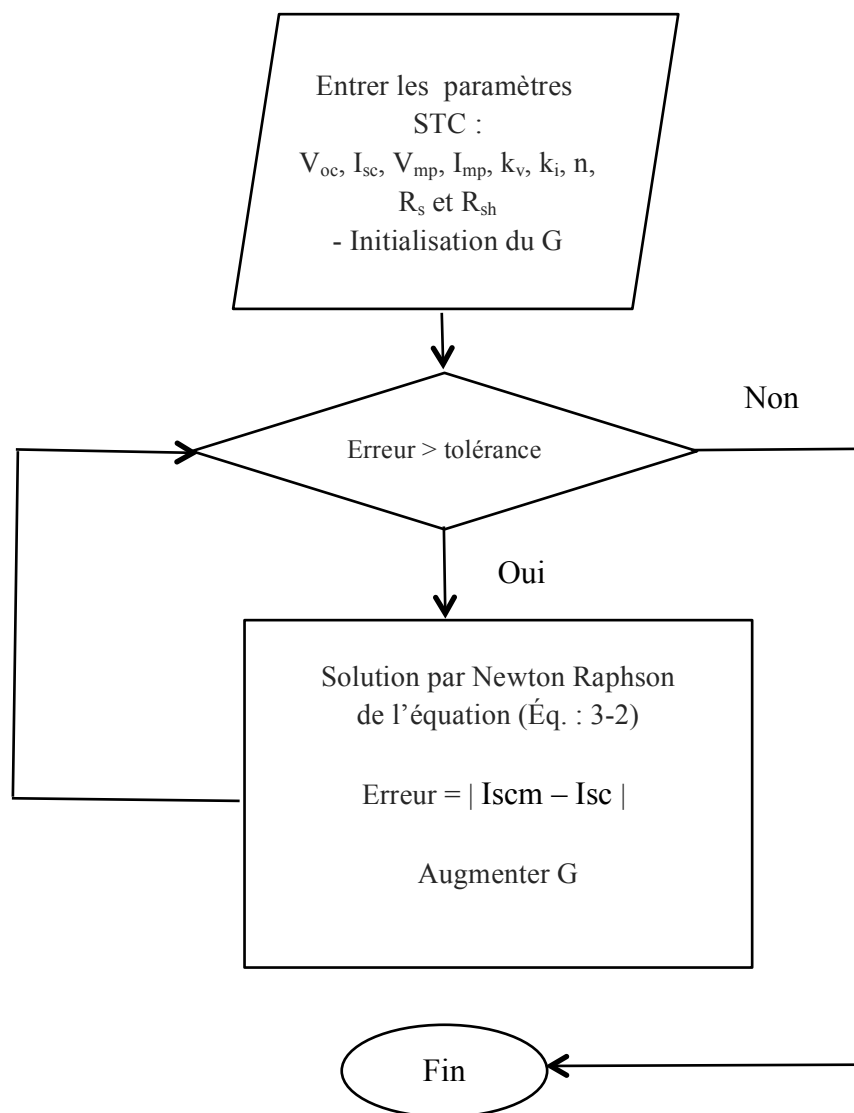 Entrer les paramètres
STC :
Voc, Isc, Vmp, Imp, kv, ki, n,
Rs et Rsh
- Initialisation du G
Non
Erreur > tolérance
Oui
Solution par Newton Raphson
de l’équation (Éq. : 3-2)
Erreur = | Iscm – Isc |
Augmenter G
Fin